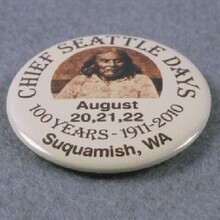 CHIEF SEATTLE DAYS
August
20,21,22
100 YEARS - 1911-2010
Suquamish, WA